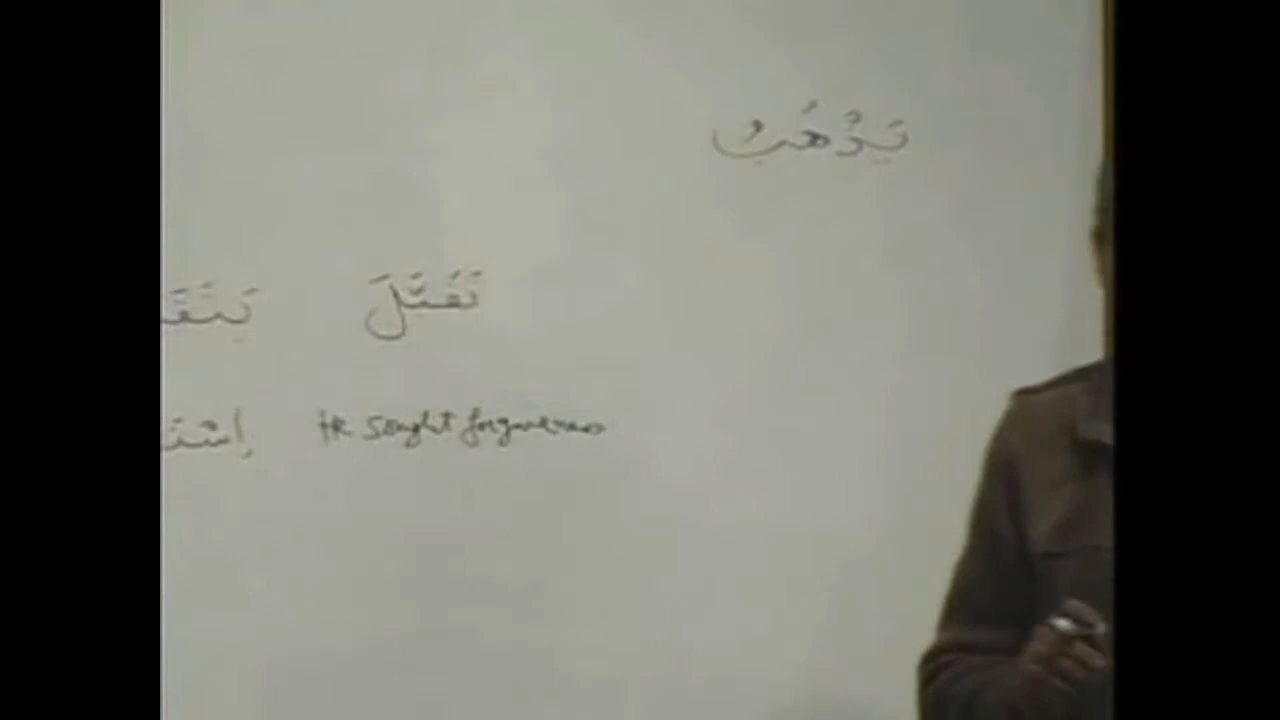 يَذْهَبُ
تَقَتَّلَ يَتَقَ
He sought forgiveness اِسْتَ